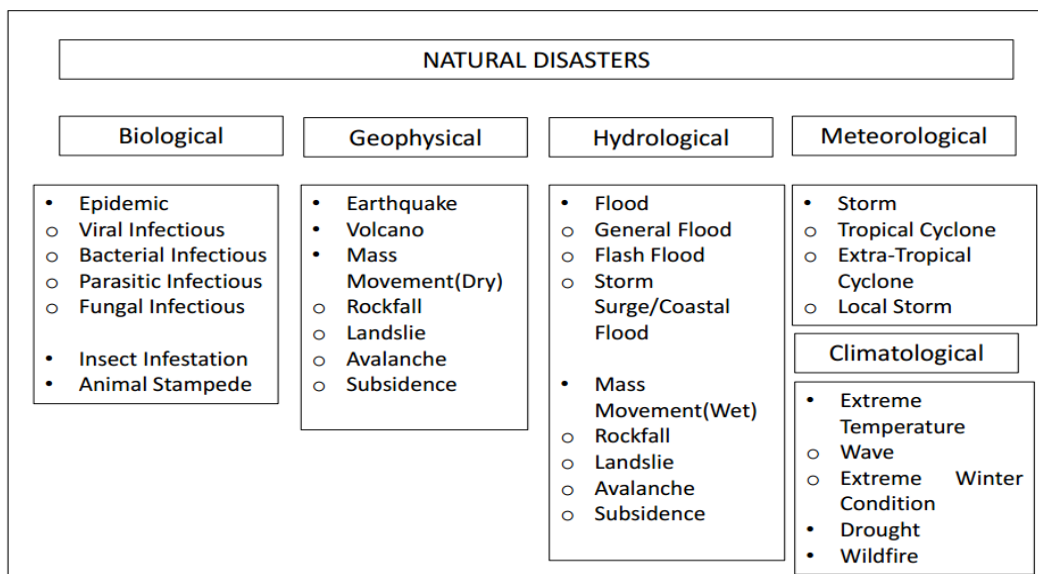 NATURAL DISASTERS
Biological
• Epidemic
o Viral Infectious
o Bacterial Infectious
o Parasitic Infectious
o Fungal Infectious
• Insect Infestation
• Animal Stampede
Geophysical
• Earthquake
• Volcano
• Mass
Movement(Dry)
o Rockfall
o Landslie
o Avalanche
o Subsidence
Hydrological
• Flood
o General Flood
o Flash Flood
o Storm
Surge/Coastal
Flood
• Mass
Movement(Wet)
o Rockfall
o Landslie
o Avalanche
o Subsidence
Meteorological
• Storm
o Tropical Cyclone
o Extra-Tropical
Cyclone
o Local Storm
Climatological
• Extreme
Temperature
o Wave
o Extreme Winter
Condition
• Drought
• Wildfire